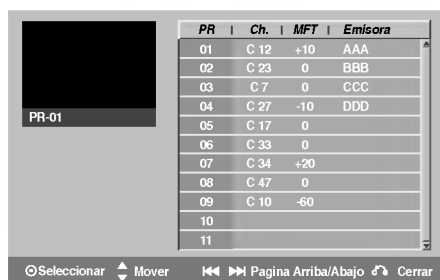 PR | Ch. | MFT | Emisora
01 C 12 +10 AAA
02 C 23 0 BBB
03 C 7 0 CCC
04 C 27 -10 DDD
PR-01
05 C 17 0
06 C 33 0
07 C 34 +20
08 C 47 0
09 C 10 -60
10
11
Seleccionar Mover Pagina Arriba/Abajo Cerrar